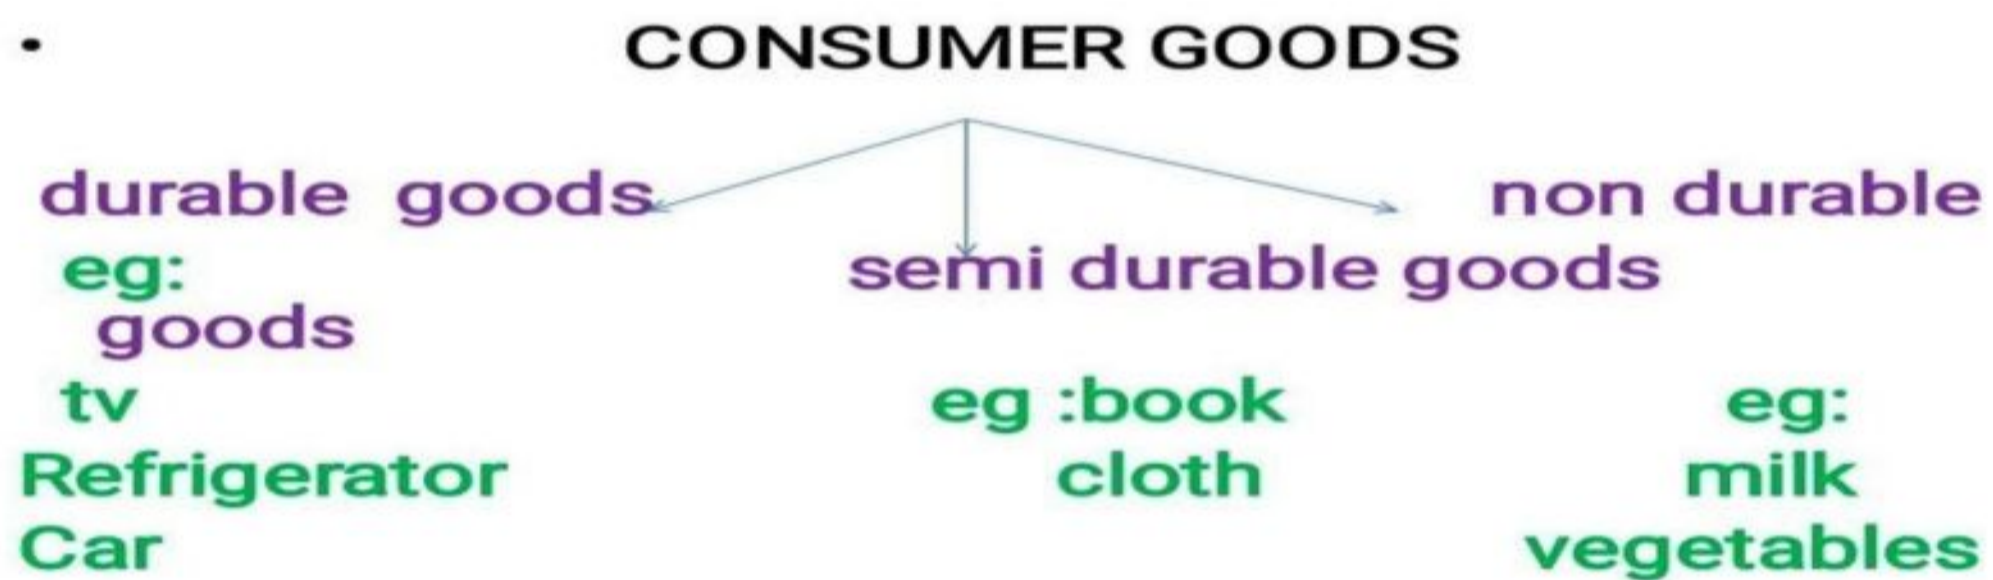 • CONSUMER GOODS
durable goods non durable
eg: semi durable goods
goods
tv eg :book eg:
Refrigerator cloth milk
Car vegetables